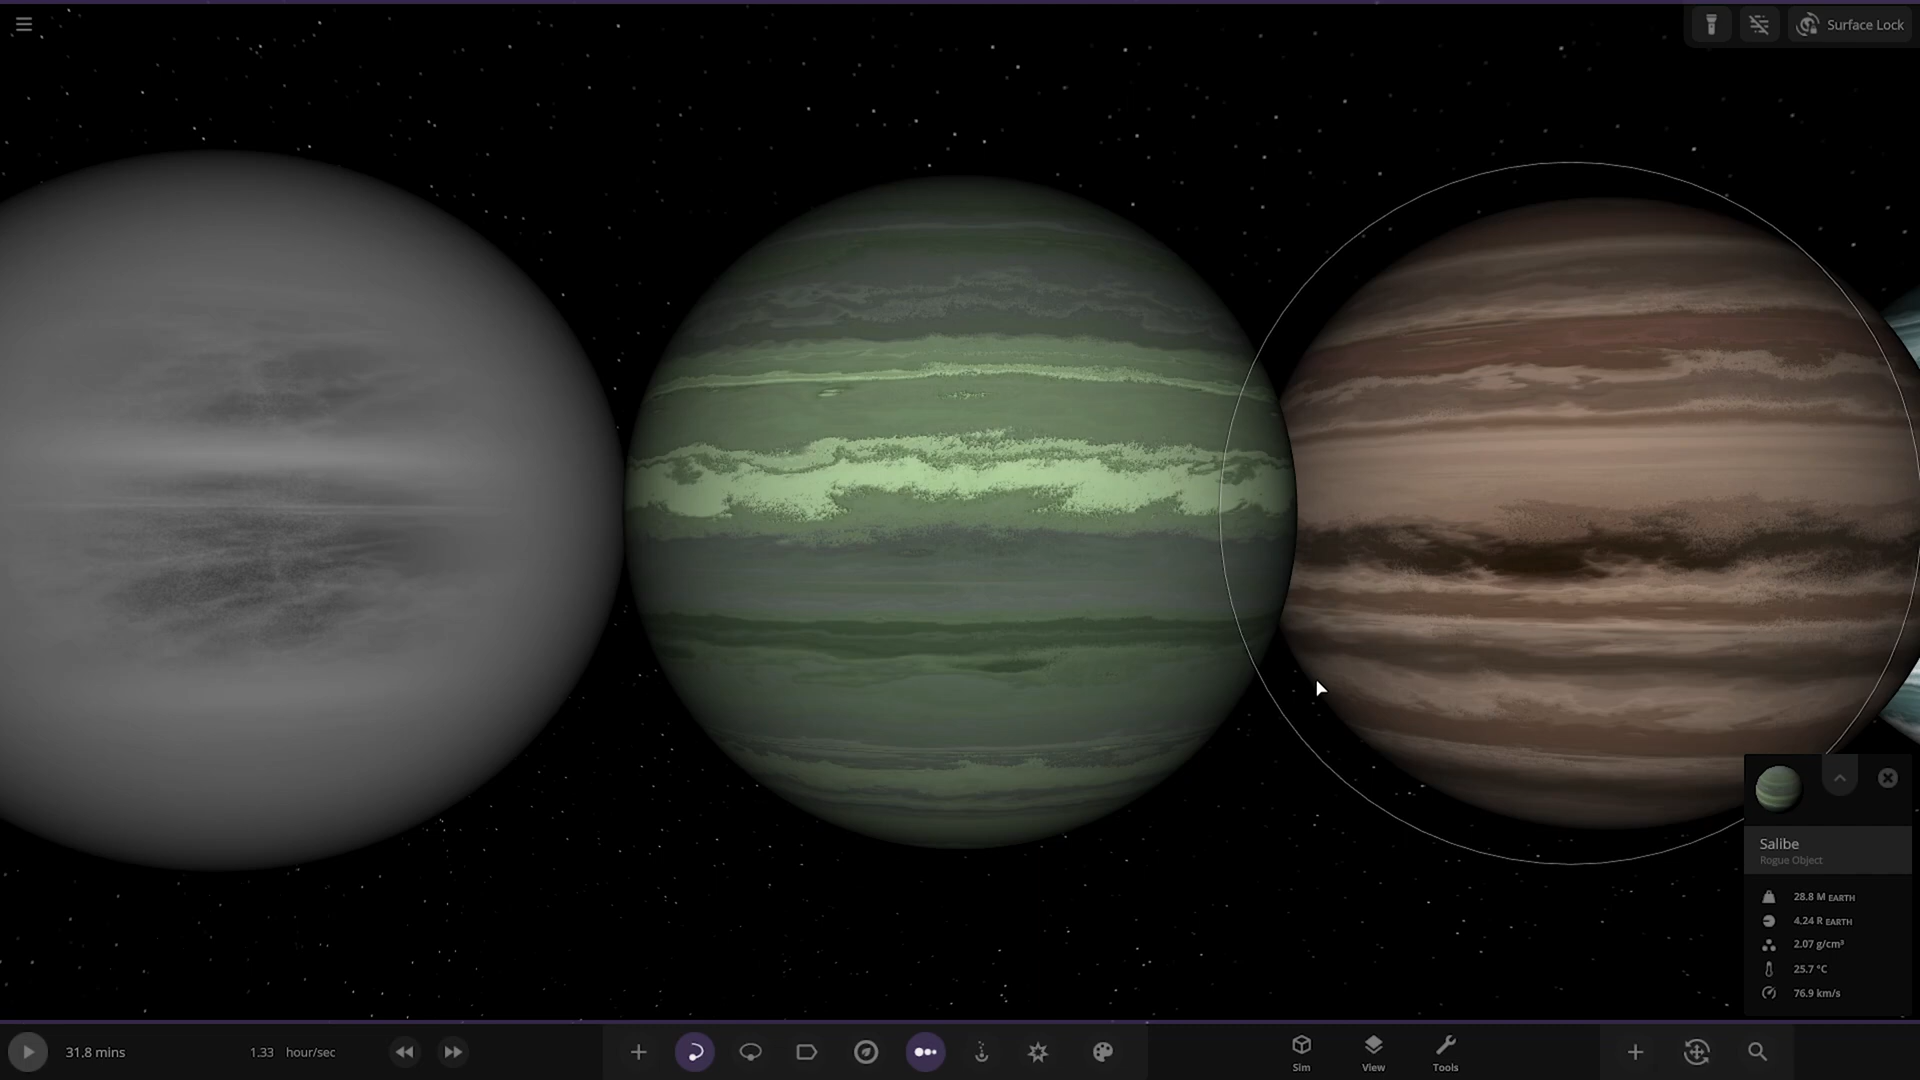 Surface Lock
Salibe
Rogue Object
28.8 M EARTH
4.24 R EARTH
2.07 g/cm³
25.7 °C
76.9 km/s
31.8 mins
1.33 hour/sec
Sim
View
Tools